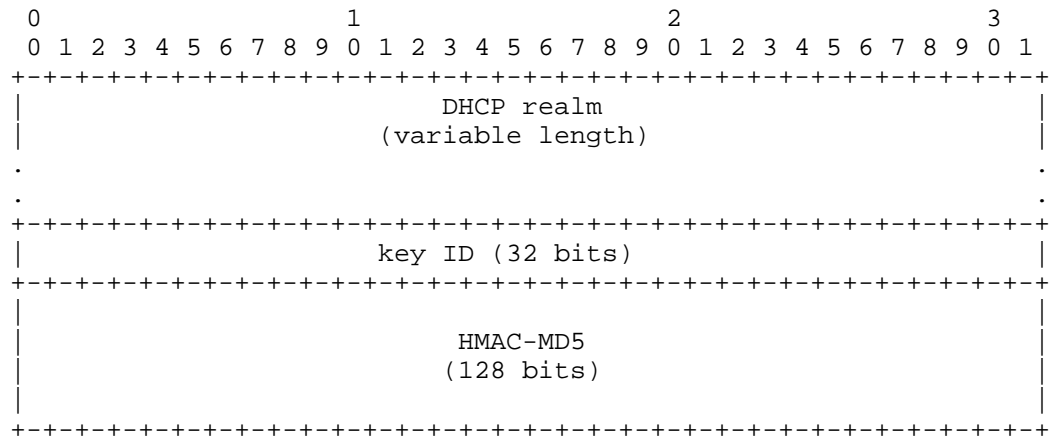 0                   1                   2                   3
 0 1 2 3 4 5 6 7 8 9 0 1 2 3 4 5 6 7 8 9 0 1 2 3 4 5 6 7 8 9 0 1
+-+-+-+-+-+-+-+-+-+-+-+-+-+-+-+-+-+-+-+-+-+-+-+-+-+-+-+-+-+-+-+-+
|                          DHCP realm                           |
|                      (variable length)                        |
.                                                               .
.                                                               .
+-+-+-+-+-+-+-+-+-+-+-+-+-+-+-+-+-+-+-+-+-+-+-+-+-+-+-+-+-+-+-+-+
|                      key ID (32 bits)                         |
+-+-+-+-+-+-+-+-+-+-+-+-+-+-+-+-+-+-+-+-+-+-+-+-+-+-+-+-+-+-+-+-+
|                                                               |
|                           HMAC-MD5                            |
|                          (128 bits)                           |
|                                                               |
+-+-+-+-+-+-+-+-+-+-+-+-+-+-+-+-+-+-+-+-+-+-+-+-+-+-+-+-+-+-+-+-+